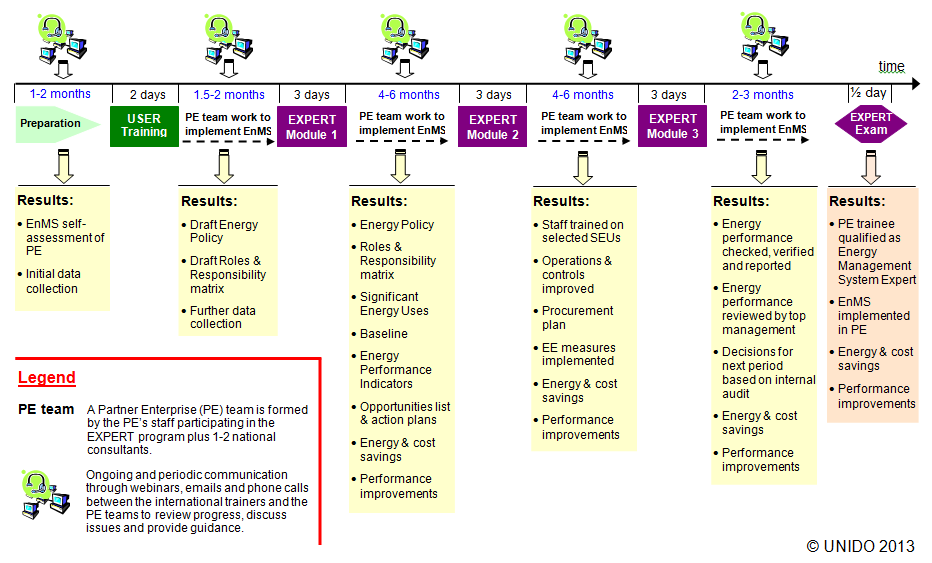 time
1-2 months
2 days
1.5-2 months
3 days
4-6 months
3 days
4-6 months
3 days
2-3 months
½ day
Preparation
USER
Training
PE team work to
implement EnMS
EXPERT
Module 1
PE team work to
implement EnMS
EXPERT
Module 2
PE team work to
implement EnMS
EXPERT
Module 3
PE team work to
implement EnMS
EXPERT
Exam
Results:
• EnMS self-
assessment of
PE
• Initial data
collection
Results:
• Draft Energy
Policy
• Draft Roles &
Responsibility
matrix
• Further data
collection
Results:
• Energy Policy
• Roles &
Responsibility
matrix
• Significant
Energy Uses
• Baseline
• Energy
Performance
Indicators
• Opportunities list
& action plans
• Energy & cost
savings
• Performance
improvements
Results:
• Staff trained on
selected SEUs
• Operations &
controls
improved
• Procurement
plan
• EE measures
implemented
• Energy & cost
savings
• Performance
improvements
Results:
• Energy
performance
checked, verified
and reported
• Energy
performance
reviewed by top
management
• Decisions for
next period
based on internal
audit
• Energy & cost
savings
• Performance
improvements
Results:
• PE trainee
qualified as
Energy
Management
System Expert
• EnMS
implemented
in PE
• Energy & cost
savings
• Performance
improvements
Legend
PE team
A Partner Enterprise (PE) team is formed
by the PE's staff participating in the
EXPERT program plus 1-2 national
consultants.
Ongoing and periodic communication
through webinars, emails and phone calls
between the international trainers and the
PE teams to review progress, discuss
issues and provide guidance.
© UNIDO 2013